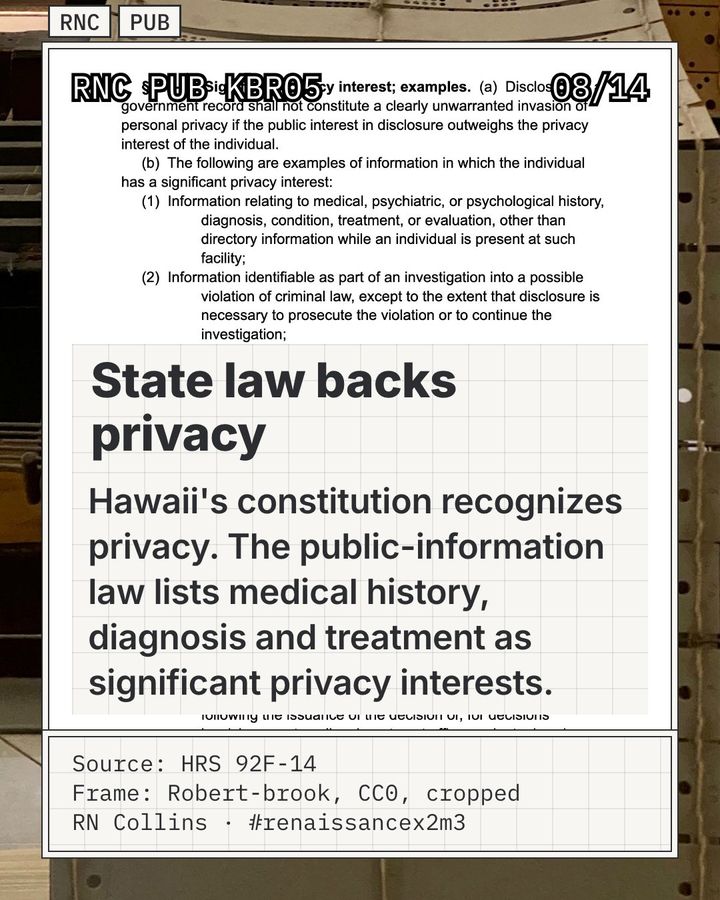 RNC PUB
RNC PUB KBR05 08/14
cy interest; examples. (a)
government record shall not constitute a clearly unwarranted invasion of
personal privacy if the public interest in disclosure outweighs the privacy
interest of the individual.
(b) The following are examples of information in which the individual
has a significant privacy interest:
(1) Information relating to medical, psychiatric, or psychological history,
diagnosis, condition, treatment, or evaluation, other than
directory information while an individual is present at such
facility;
(2) Information identifiable as part of an investigation into a possible
violation of criminal law, except to the extent that disclosure is
necessary to prosecute the violation or to continue the
investigation;
State law backs
privacy
Hawaii's constitution recognizes
privacy. The public-information
law lists medical history,
diagnosis and treatment as
significant privacy interests.
following the issuance of the decision or, for decisions
Source: HRS 92F-14
Frame: Robert-brook, CC0, cropped
RN Collins · #renaissancex2m3